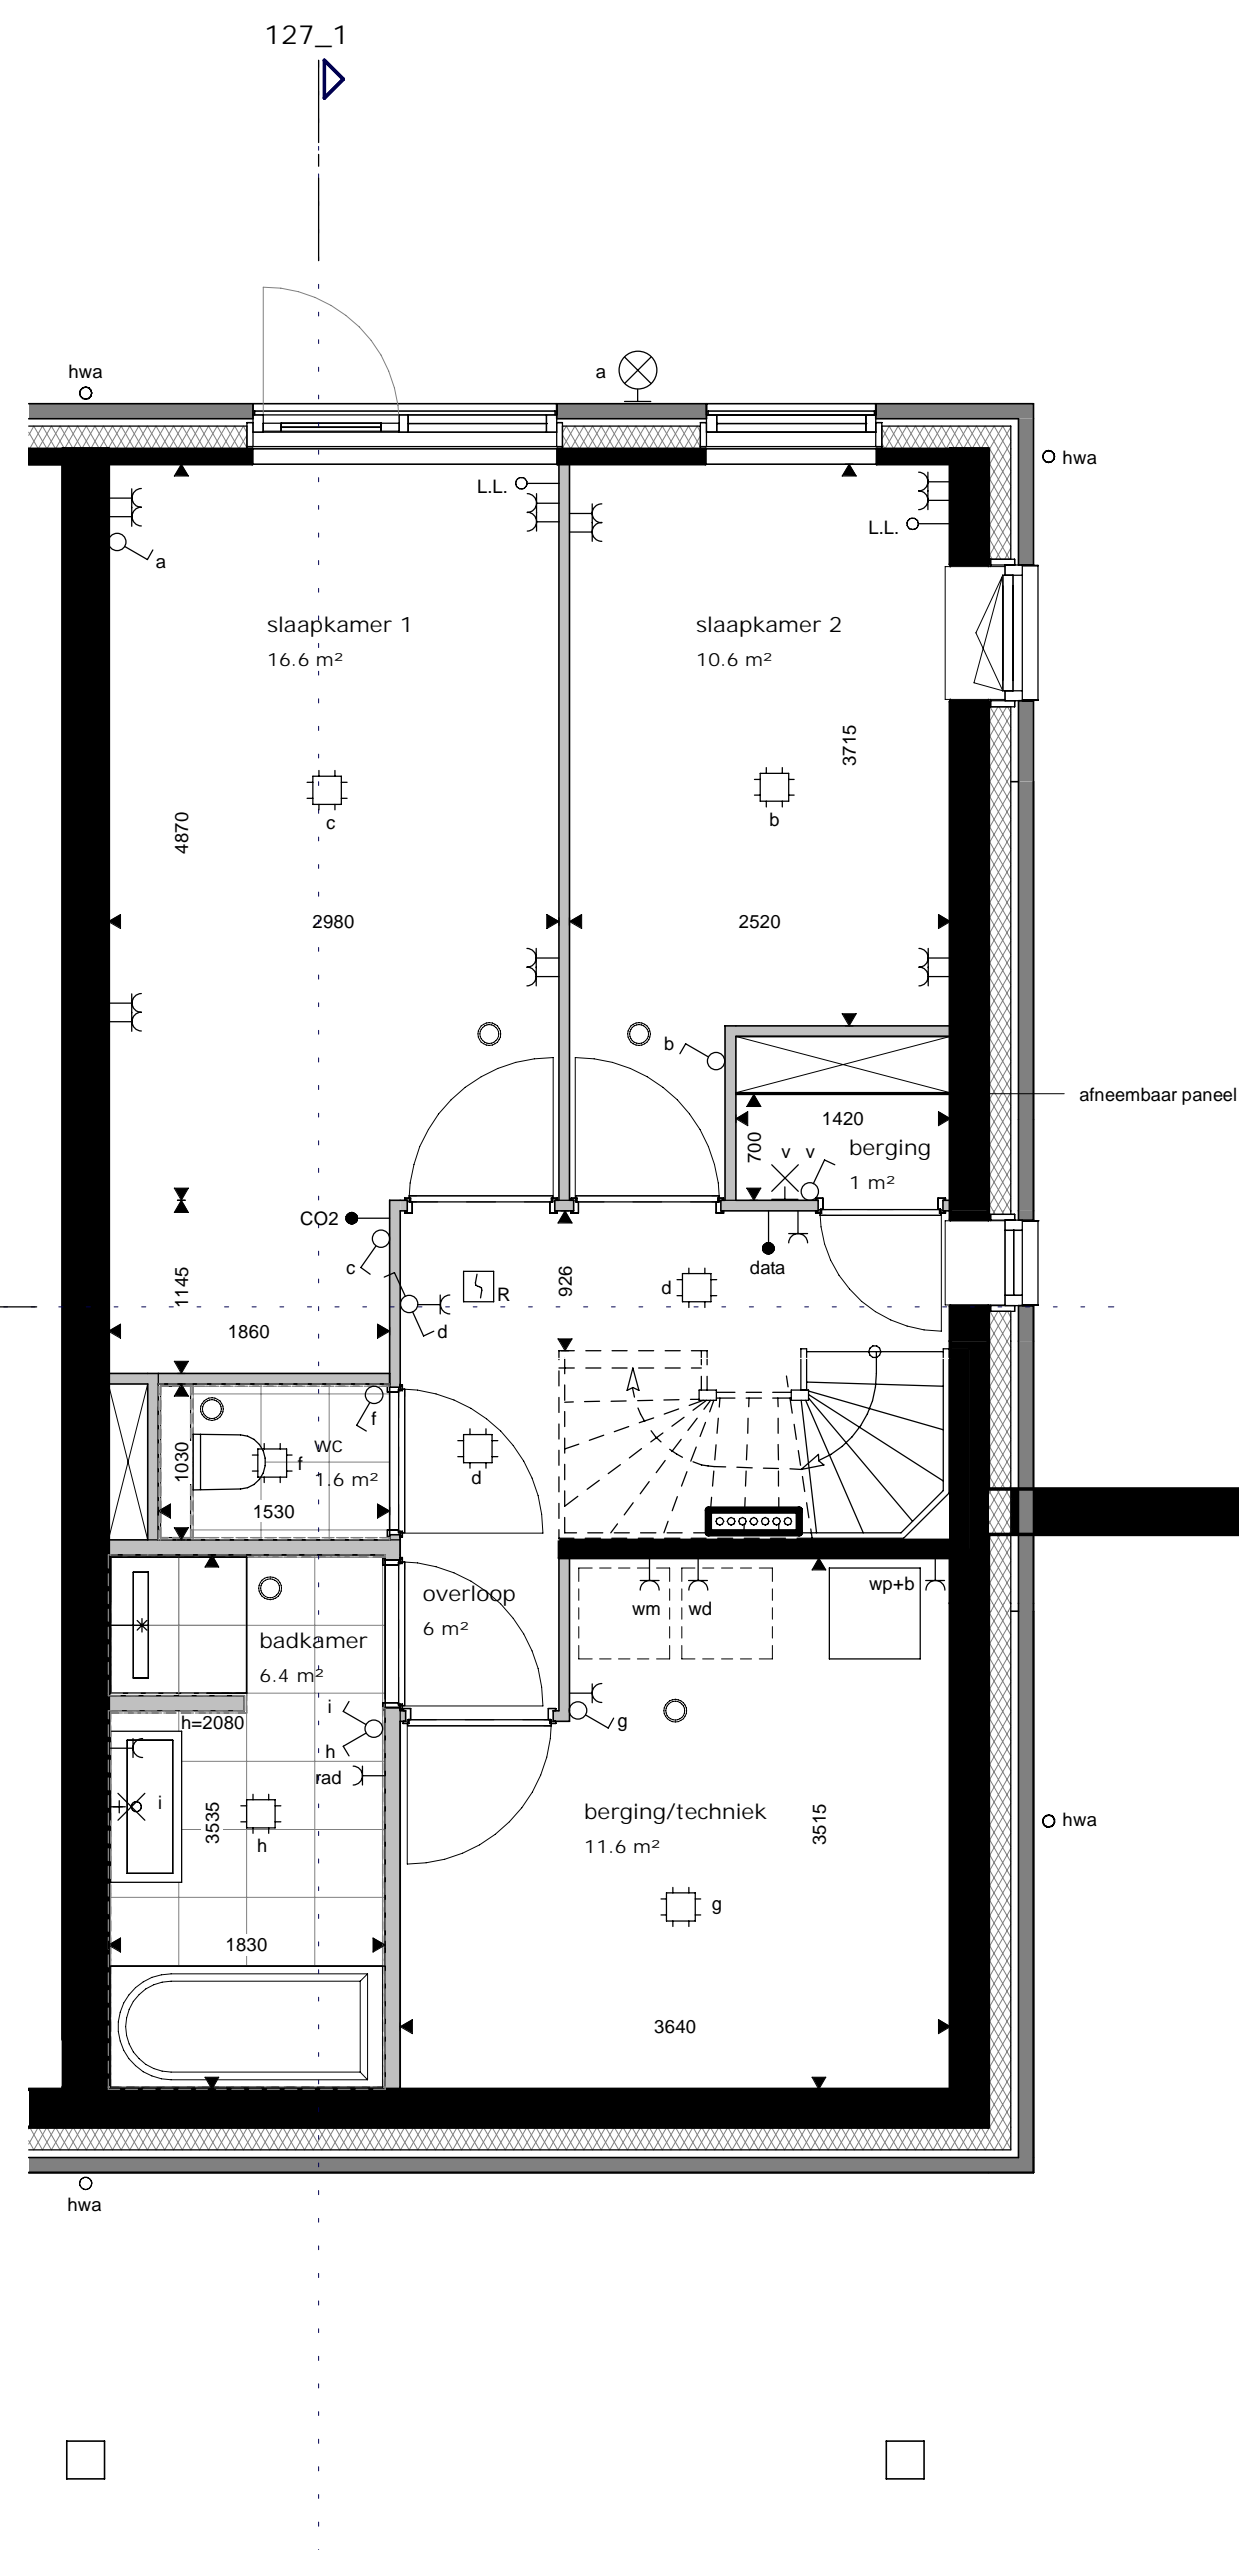 127_1
hwa
a
hwa
L.L.
L.L.
a
slaapkamer 1
16.6 m²
slaapkamer 2
10.6 m²
3715
c
b
4870
2980
2520
b
afneembaar paneel
1420
700
v v
berging
1 m²
CO2
c
data
1145
R
926
d
1860
d
f
1030
f
wc
1.6 m²
d
1530
wp+b
wm
wd
overloop
6 m²
badkamer
6.4 m²
i
h=2080
g
h
rad
i
3535
berging/techniek
11.6 m²
3515
hwa
h
g
1830
3640
hwa